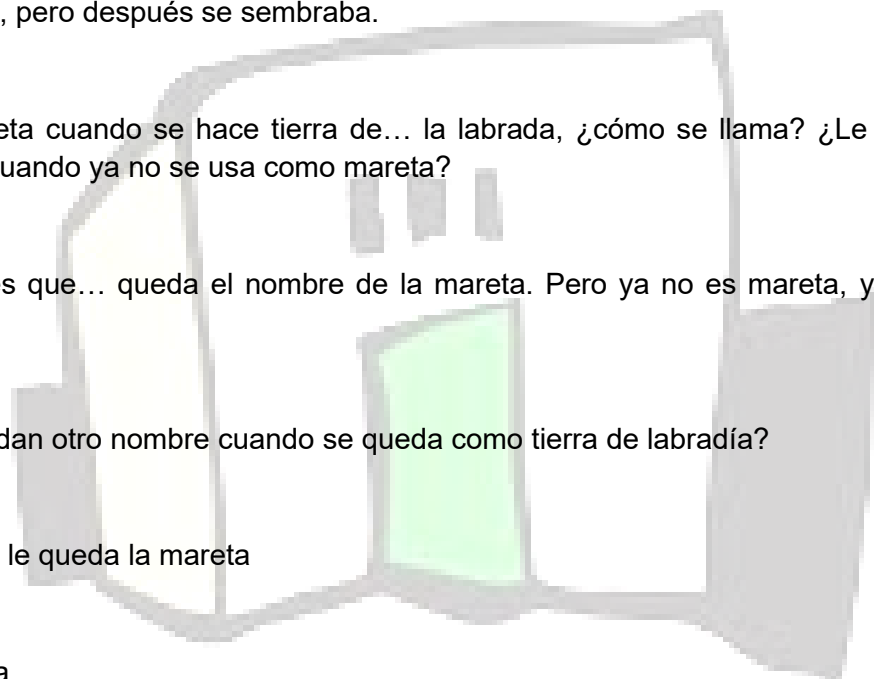 , pero después se sembraba.
eta cuando se hace tierra de… la labrada, ¿cómo se llama? ¿Le
uando ya no se usa como mareta?
es que… queda el nombre de la mareta. Pero ya no es mareta, y
dan otro nombre cuando se queda como tierra de labradía?
le queda la mareta
a